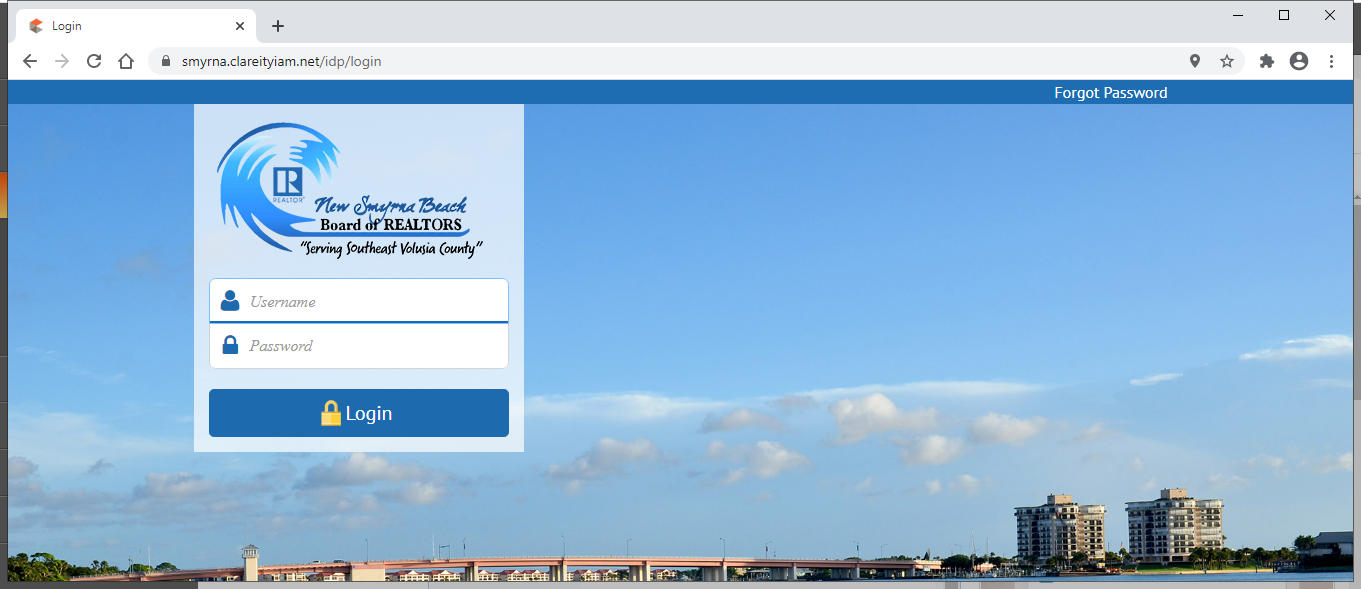 Login
smyrna.clareityiam.net/idp/login
Forgot Password
R
REALTOR®
New Smyrna Beach
Board of REALTORS
"Serving Southeast Volusia County"
Username
Password
Login